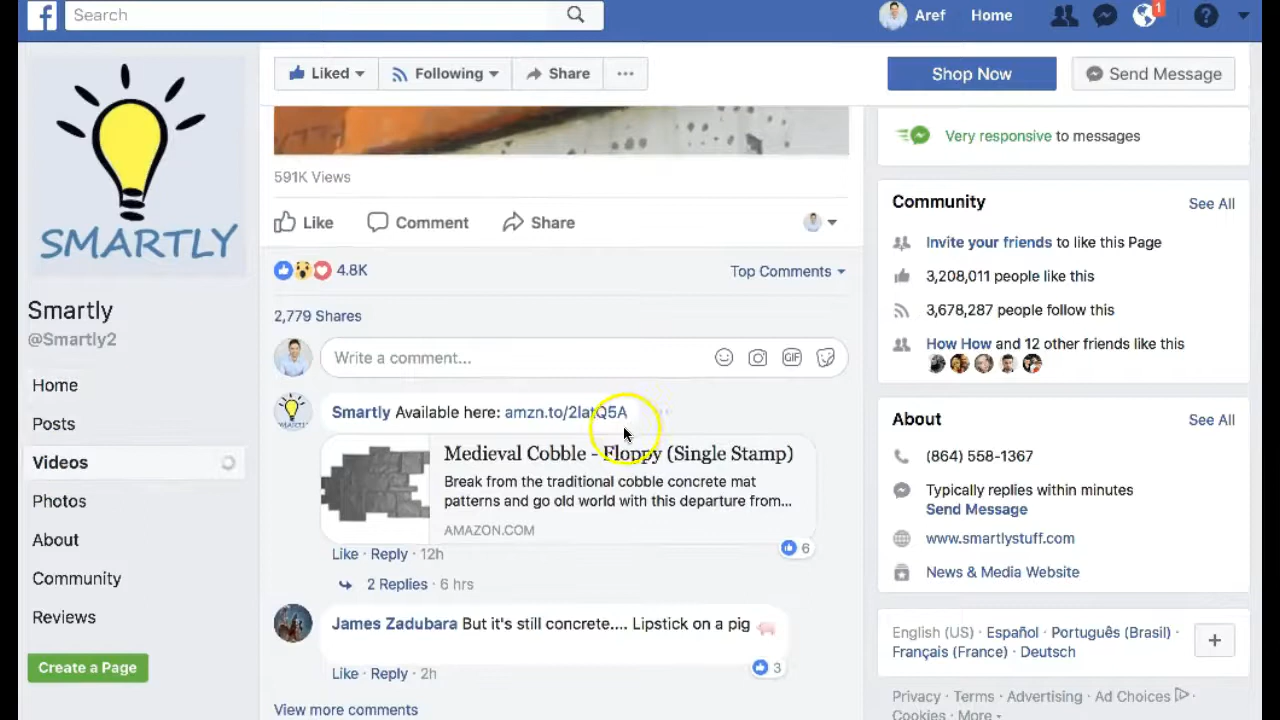 Search
Aref
Home
1
Liked
Following
Share
Shop Now
Send Message
SMARTLY
Smartly
@Smartly2
Home
Posts
Videos
Photos
About
Community
Reviews
Create a Page
591K Views
Like
Comment
Share
4.8K
Top Comments
2,779 Shares
Write a comment...
GIF
Smartly Available here: amzn.to/2latQ5A
Medieval Cobble - Floppy (Single Stamp)
Break from the traditional cobble concrete mat
patterns and go old world with this departure from...
AMAZON.COM
Like · Reply · 12h
6
2 Replies · 6 hrs
James Zadubara But it's still concrete.... Lipstick on a pig
Like · Reply · 2h
3
View more comments
Very responsive to messages
Community
See All
Invite your friends to like this Page
3,208,011 people like this
3,678,287 people follow this
How How and 12 other friends like this
About
See All
(864) 558-1367
Typically replies within minutes
Send Message
www.smartlystuff.com
News & Media Website
English (US) · Español · Português (Brasil) ·
Français (France) · Deutsch
Privacy · Terms · Advertising · Ad Choices ·
Cookies · More